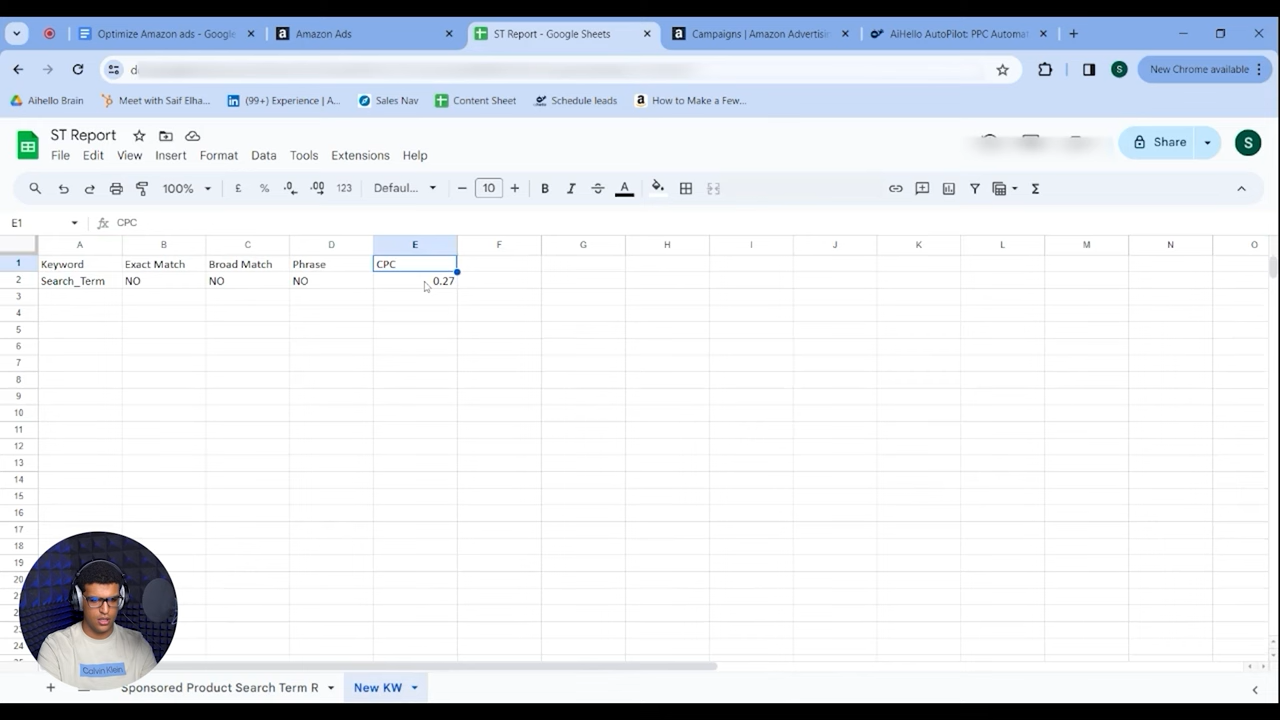 Optimize Amazon ads - Google
Amazon Ads
ST Report - Google Sheets
Campaigns | Amazon Advertisin
AiHello AutoPilot: PPC Automat
New Chrome available
Aihello Brain
Meet with Saif Elha...
(99+) Experience | A...
Sales Nav
Content Sheet
Schedule leads
How to Make a Few...
ST Report
File Edit View Insert Format Data Tools Extensions Help
Share
S
100% £ % .0 .00 123 Defaul... 10 B I A Σ
E1 fx CPC
A B C D E F G H I J K L M N O
1 Keyword Exact Match Broad Match Phrase CPC
2 Search_Term NO NO NO 0.27
3
4
5
6
7
8
9
10
11
12
13
14
15
16
17
18
19
20
23
24
Calvin Klein
Sponsored Product Search Term R
New KW